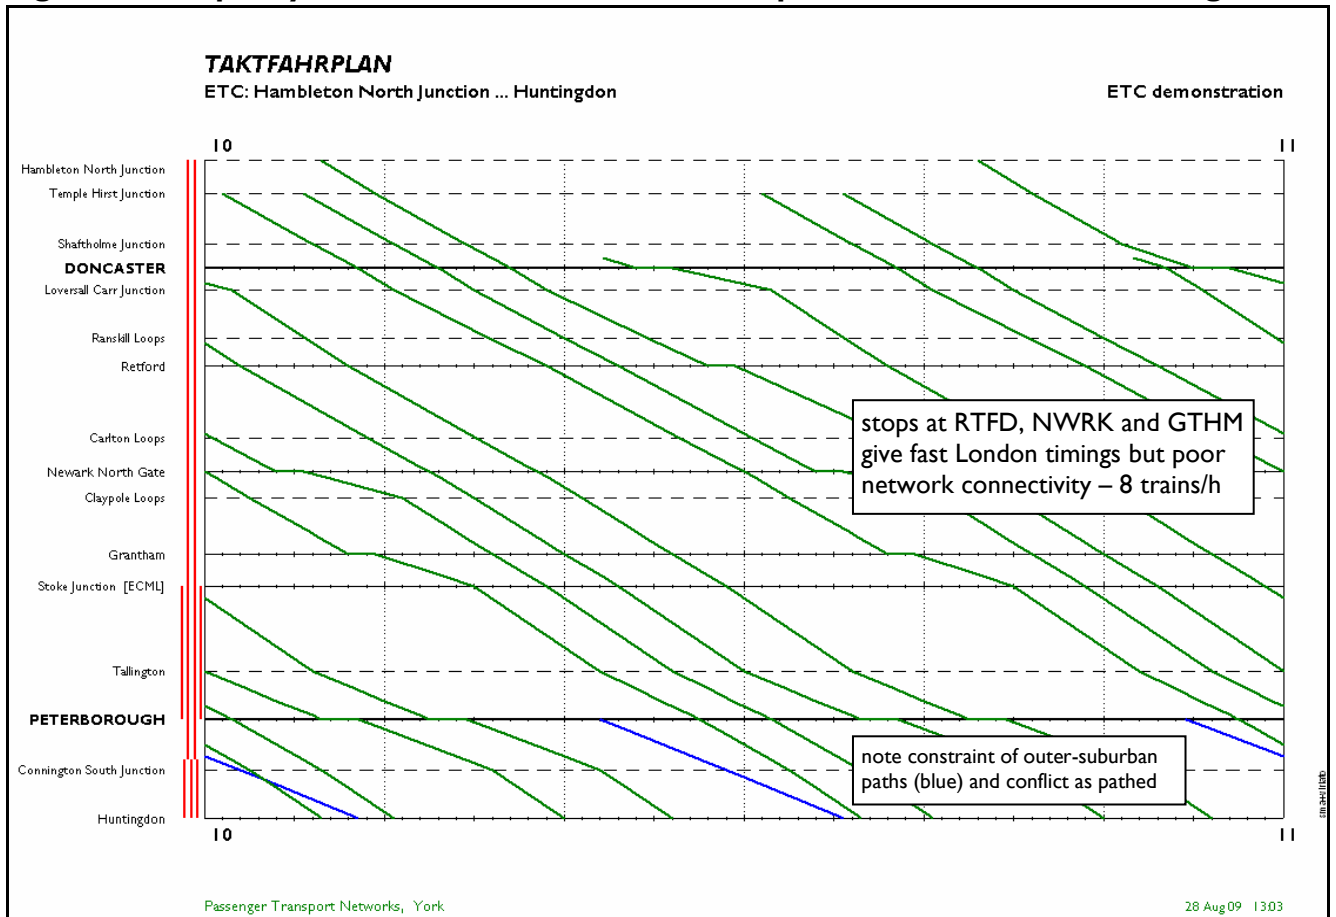 TAKTFAHRPLAN
ETC: Hambleton North Junction ... Huntingdon
ETC demonstration
10
11
Hambleton North Junction
Temple Hirst Junction
Shaftholme Junction
DONCASTER
Loversall Carr Junction
Ranskill Loops
Retford
Carlton Loops
Newark North Gate
Claypole Loops
Grantham
Stoke Junction [ECML]
Tallington
PETERBOROUGH
Connington South Junction
Huntingdon
stops at RTFD, NWRK and GTHM
give fast London timings but poor
network connectivity – 8 trains/h
note constraint of outer-suburban
paths (blue) and conflict as pathed
10
11
Passenger Transport Networks, York
28 Aug 09 13:03